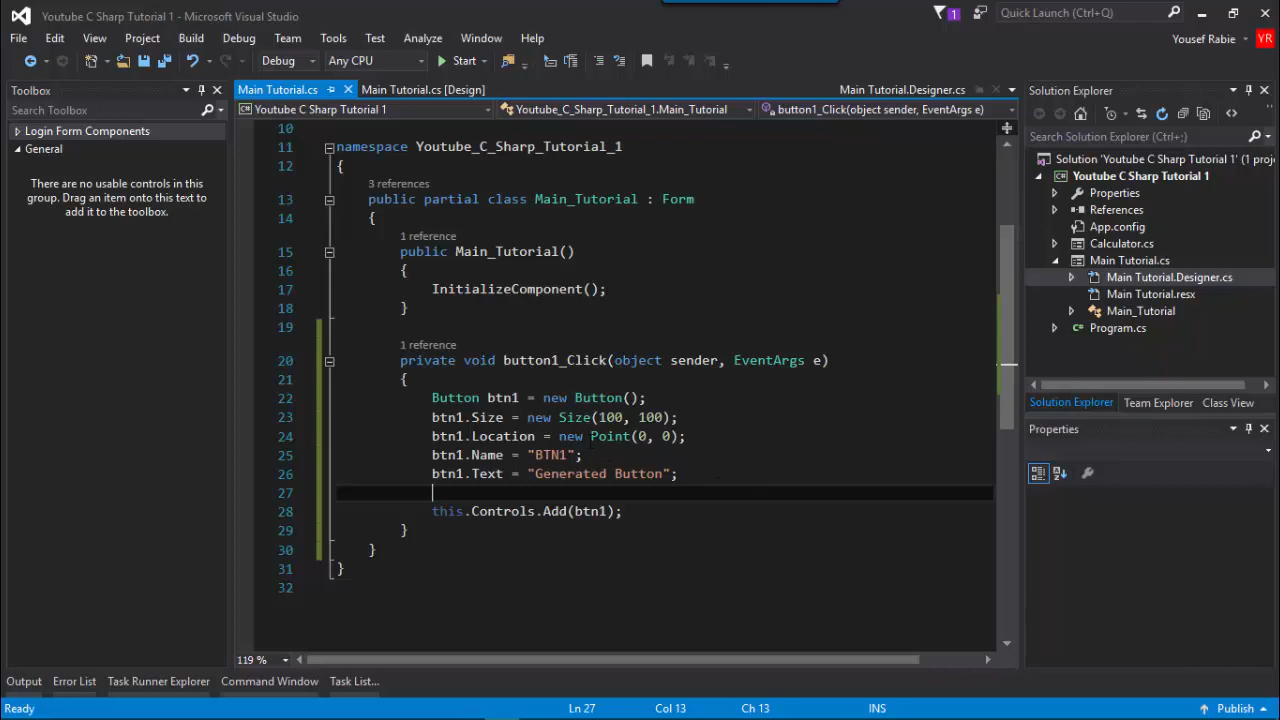 Youtube C Sharp Tutorial 1 - Microsoft Visual Studio
1
Quick Launch (Ctrl+Q)
File Edit View Project Build Debug Team Tools Test Analyze Window Help
Yousef Rabie
YR
Debug
Any CPU
Start
Toolbox
Search Toolbox
Login Form Components
General
There are no usable controls in this
group. Drag an item onto this text to
add it to the toolbox.
Main Tutorial.cs
Main Tutorial.cs [Design]
Main Tutorial.Designer.cs
Youtube C Sharp Tutorial 1
Youtube_C_Sharp_Tutorial_1.Main_Tutorial
button1_Click(object sender, EventArgs e)
10
11 namespace Youtube_C_Sharp_Tutorial_1
12 {
3 references
13 public partial class Main_Tutorial : Form
14 {
1 reference
15 public Main_Tutorial()
16 {
17 InitializeComponent();
18 }
19
1 reference
20 private void button1_Click(object sender, EventArgs e)
21 {
22 Button btn1 = new Button();
23 btn1.Size = new Size(100, 100);
24 btn1.Location = new Point(0, 0);
25 btn1.Name = "BTN1";
26 btn1.Text = "Generated Button";
27
28 this.Controls.Add(btn1);
29 }
30 }
31 }
32
119 %
Solution Explorer
Search Solution Explorer (Ctrl+;)
Solution 'Youtube C Sharp Tutorial 1' (1 proje
Youtube C Sharp Tutorial 1
Properties
References
App.config
Calculator.cs
Main Tutorial.cs
Main Tutorial.Designer.cs
Main Tutorial.resx
Main_Tutorial
Program.cs
Solution Explorer Team Explorer Class View
Properties
Output Error List Task Runner Explorer Command Window Task List...
Ready
Ln 27
Col 13
Ch 13
INS
Publish